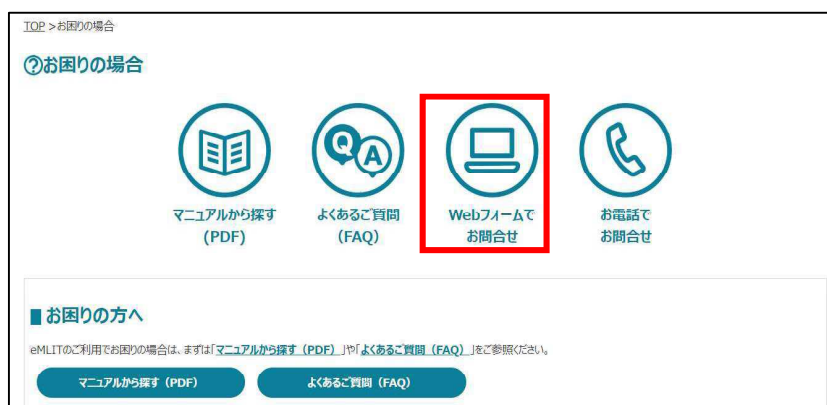 TOP >お困りの場合
?お困りの場合
Q A
マニュアルから探す
(PDF)
よくあるご質問
(FAQ)
Webフォームで
お問合せ
お電話で
お問合せ
■お困りの方へ
eMLITのご利用でお困りの場合は、まずは「マニュアルから探す（PDF）」や「よくあるご質問（FAQ）」をご参照ください。
マニュアルから探す（PDF）
よくあるご質問（FAQ）